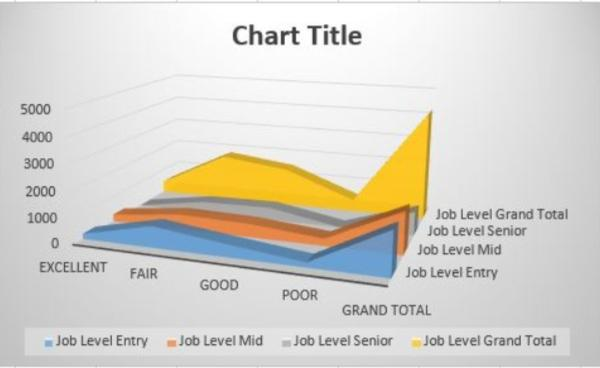 Chart Title
5000
4000
3000
2000
1000
0
EXCELLENT
FAIR
GOOD
POOR
GRAND TOTAL
Job Level Grand Total
Job Level Senior
Job Level Mid
Job Level Entry
Job Level Entry Job Level Mid Job Level Senior Job Level Grand Total